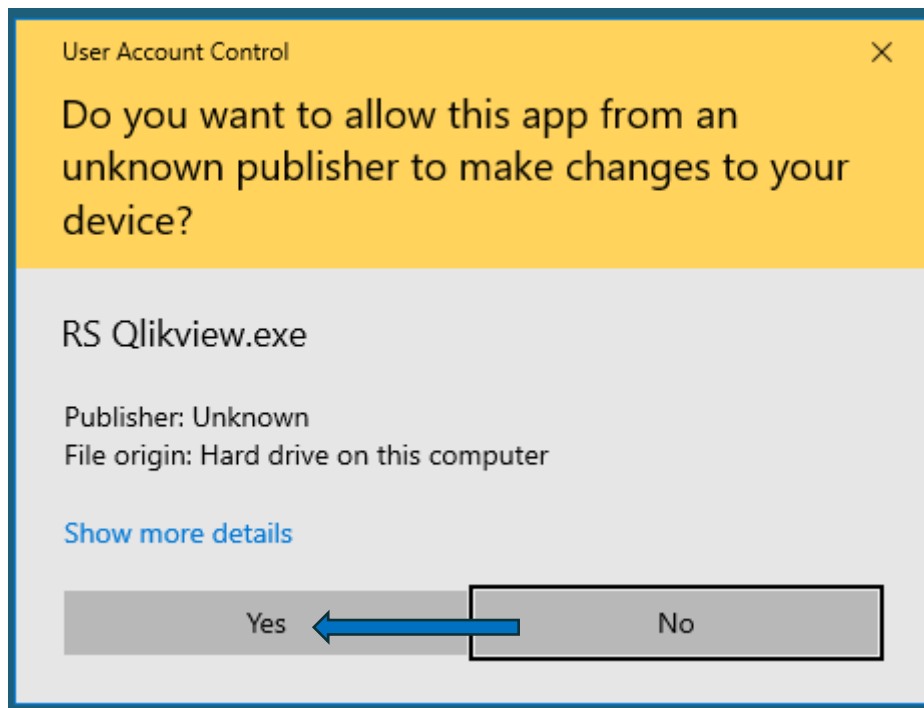 User Account Control
Do you want to allow this app from an
unknown publisher to make changes to your
device?
RS Qlikview.exe
Publisher: Unknown
File origin: Hard drive on this computer
Show more details
Yes
No